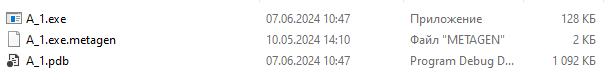 A_1.exe 07.06.2024 10:47 Приложение 128 КБ
A_1.exe.metagen 10.05.2024 14:10 Файл "METAGEN" 2 КБ
A_1.pdb 07.06.2024 10:47 Program Debug D... 1 092 КБ